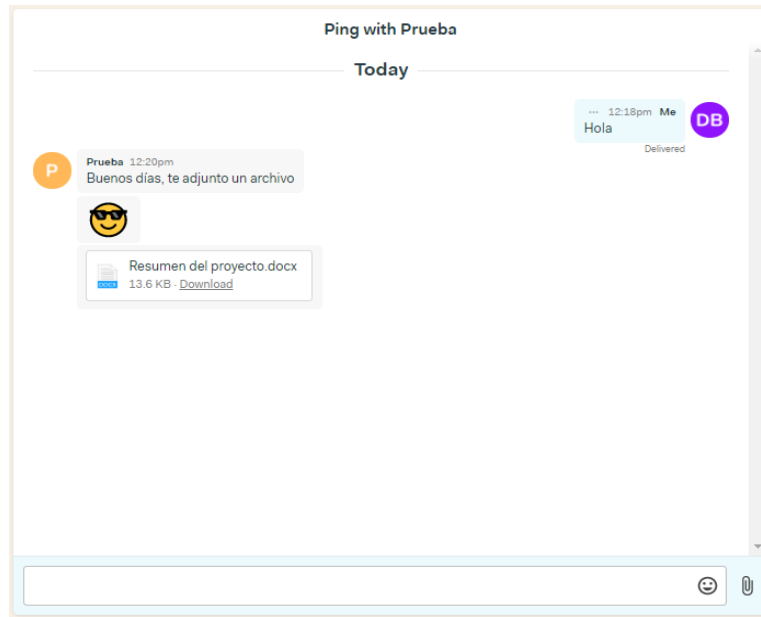 Ping with Prueba
Today
··· 12:18pm Me
Hola
DB
Delivered
P
Prueba 12:20pm
Buenos días, te adjunto un archivo
Resumen del proyecto.docx
DOCX
13.6 KB · Download